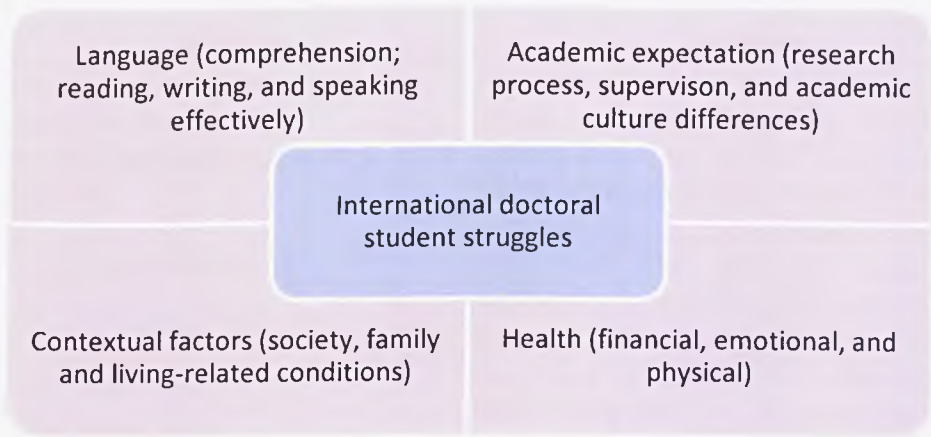 Language (comprehension;
reading, writing, and speaking
effectively)
Academic expectation (research
process, supervison, and academic
culture differences)
International doctoral
student struggles
Contextual factors (society, family
and living-related conditions)
Health (financial, emotional, and
physical)